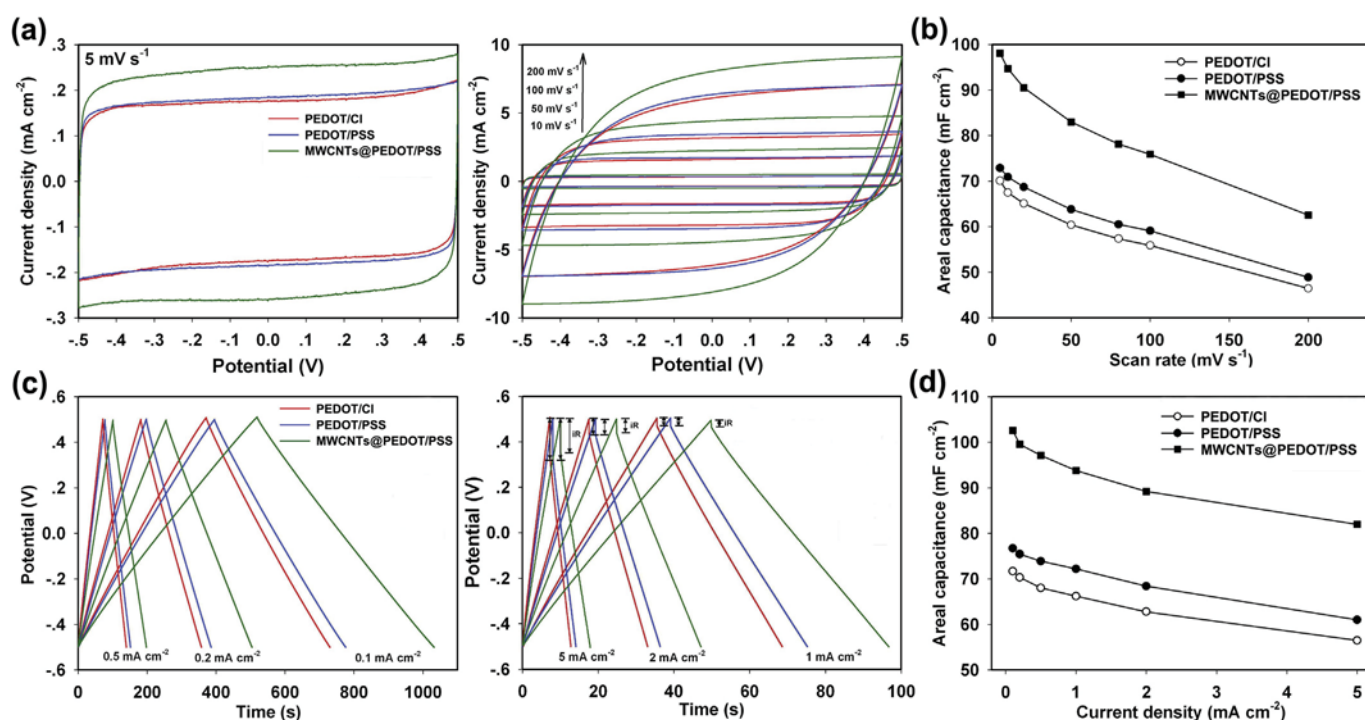 (a)
5 mV s⁻¹
PEDOT/Cl
PEDOT/PSS
MWCNTs@PEDOT/PSS
Current density (mA cm⁻²)
.3
.2
.1
0
-.1
-.2
-.3
-.5 -.4 -.3 -.2 -.1 0.0 .1 .2 .3 .4 .5
Potential (V)
200 mV s⁻¹
100 mV s⁻¹
50 mV s⁻¹
10 mV s⁻¹
PEDOT/Cl
PEDOT/PSS
MWCNTs@PEDOT/PSS
Current density (mA cm⁻²)
10
5
0
-5
-10
-.5 -.4 -.3 -.2 -.1 0.0 .1 .2 .3 .4 .5
Potential (V)
(b)
PEDOT/Cl
PEDOT/PSS
MWCNTs@PEDOT/PSS
Areal capacitance (mF cm⁻²)
100
90
80
70
60
50
40
0 50 100 150 200
Scan rate (mV s⁻¹)
(c)
PEDOT/Cl
PEDOT/PSS
MWCNTs@PEDOT/PSS
Potential (V)
.6
.4
.2
0.0
-.2
-.4
-.6
0.5 mA cm⁻² 0.2 mA cm⁻² 0.1 mA cm⁻²
0 200 400 600 800 1000
Time (s)
iR iR iR
Potential (V)
.6
.4
.2
0.0
-.2
-.4
-.6
5 mA cm⁻² 2 mA cm⁻² 1 mA cm⁻²
0 20 40 60 80 100
Time (s)
(d)
PEDOT/Cl
PEDOT/PSS
MWCNTs@PEDOT/PSS
Areal capacitance (mF cm⁻²)
110
100
90
80
70
60
50
0 1 2 3 4 5
Current density (mA cm⁻²)